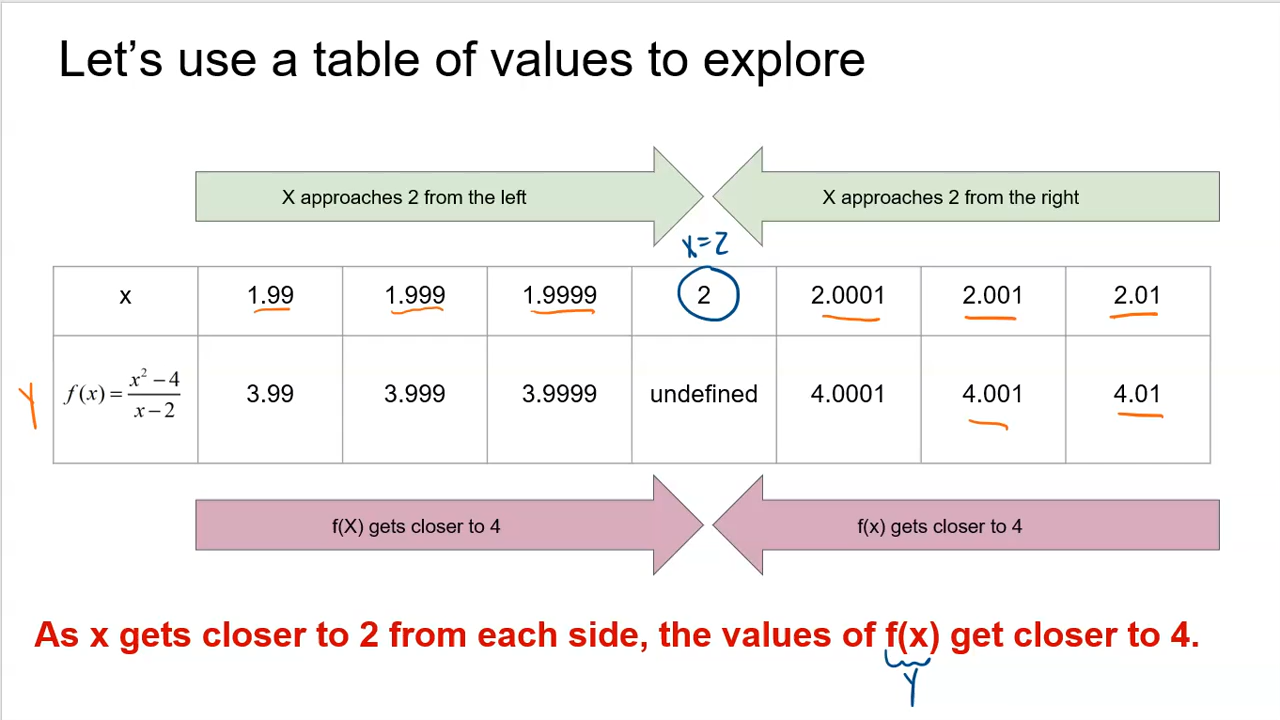 Let's use a table of values to explore
X approaches 2 from the left X approaches 2 from the right
x=2
x 1.99 1.999 1.9999 2 2.0001 2.001 2.01
Y f(x) = \frac{x^2 - 4}{x - 2} 3.99 3.999 3.9999 undefined 4.0001 4.001 4.01
f(X) gets closer to 4 f(x) gets closer to 4
As x gets closer to 2 from each side, the values of f(x) get closer to 4.
Y